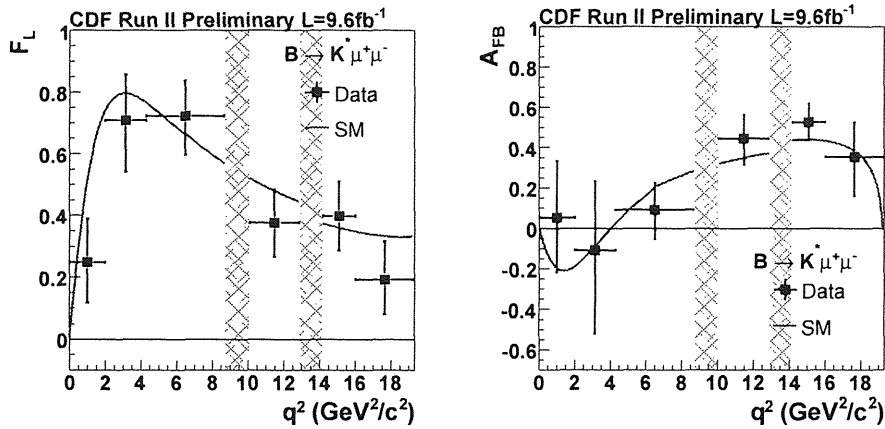 CDF Run II Preliminary L=9.6fb⁻¹
F_L
1
0.8
0.6
0.4
0.2
0
B → K* μ⁺μ⁻
Data
SM
0 2 4 6 8 10 12 14 16 18
q² (GeV²/c²)
CDF Run II Preliminary L=9.6fb⁻¹
A_FB
1
0.8
0.6
0.4
0.2
0
-0.2
-0.4
-0.6
B → K* μ⁺μ⁻
Data
SM
0 2 4 6 8 10 12 14 16 18
q² (GeV²/c²)